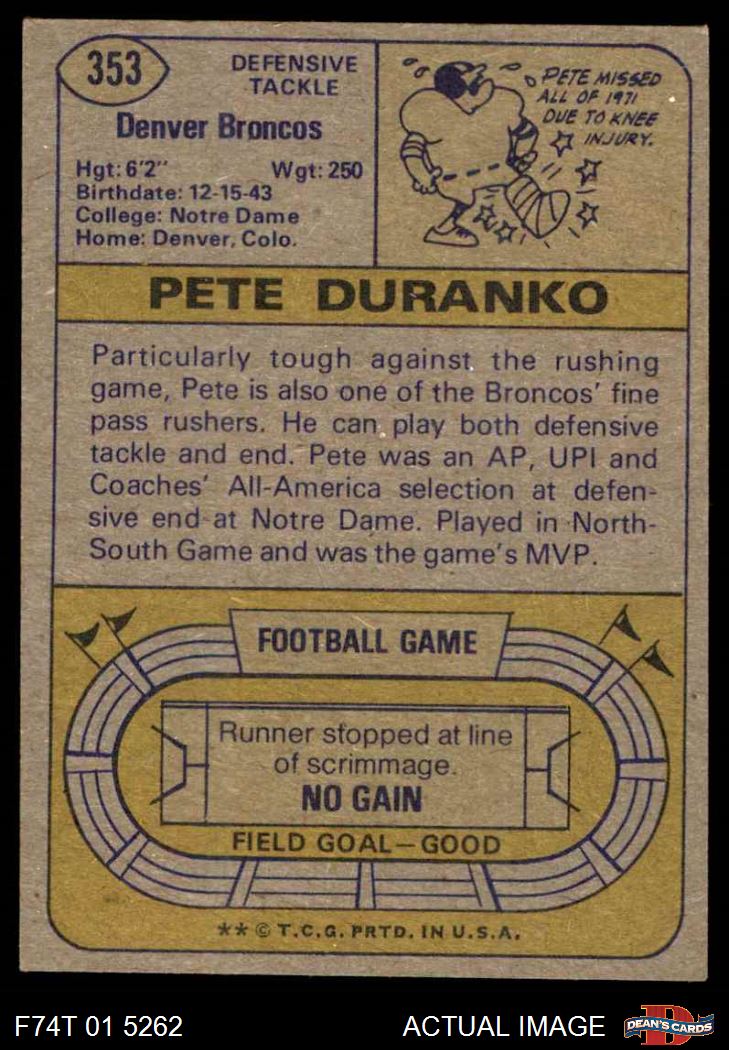 353
DEFENSIVE
TACKLE
Denver Broncos
Hgt: 6'2" Wgt: 250
Birthdate: 12-15-43
College: Notre Dame
Home: Denver, Colo.
PETE MISSED
ALL OF 1971
DUE TO KNEE
INJURY.
PETE DURANKO
Particularly tough against the rushing
game, Pete is also one of the Broncos' fine
pass rushers. He can play both defensive
tackle and end. Pete was an AP, UPI and
Coaches' All-America selection at defen-
sive end at Notre Dame. Played in North-
South Game and was the game's MVP.
FOOTBALL GAME
Runner stopped at line
of scrimmage.
NO GAIN
FIELD GOAL—GOOD
** © T.C.G. PRTD. IN U.S.A.
F74T 01 5262 ACTUAL IMAGE
D
DEAN'S CARDS